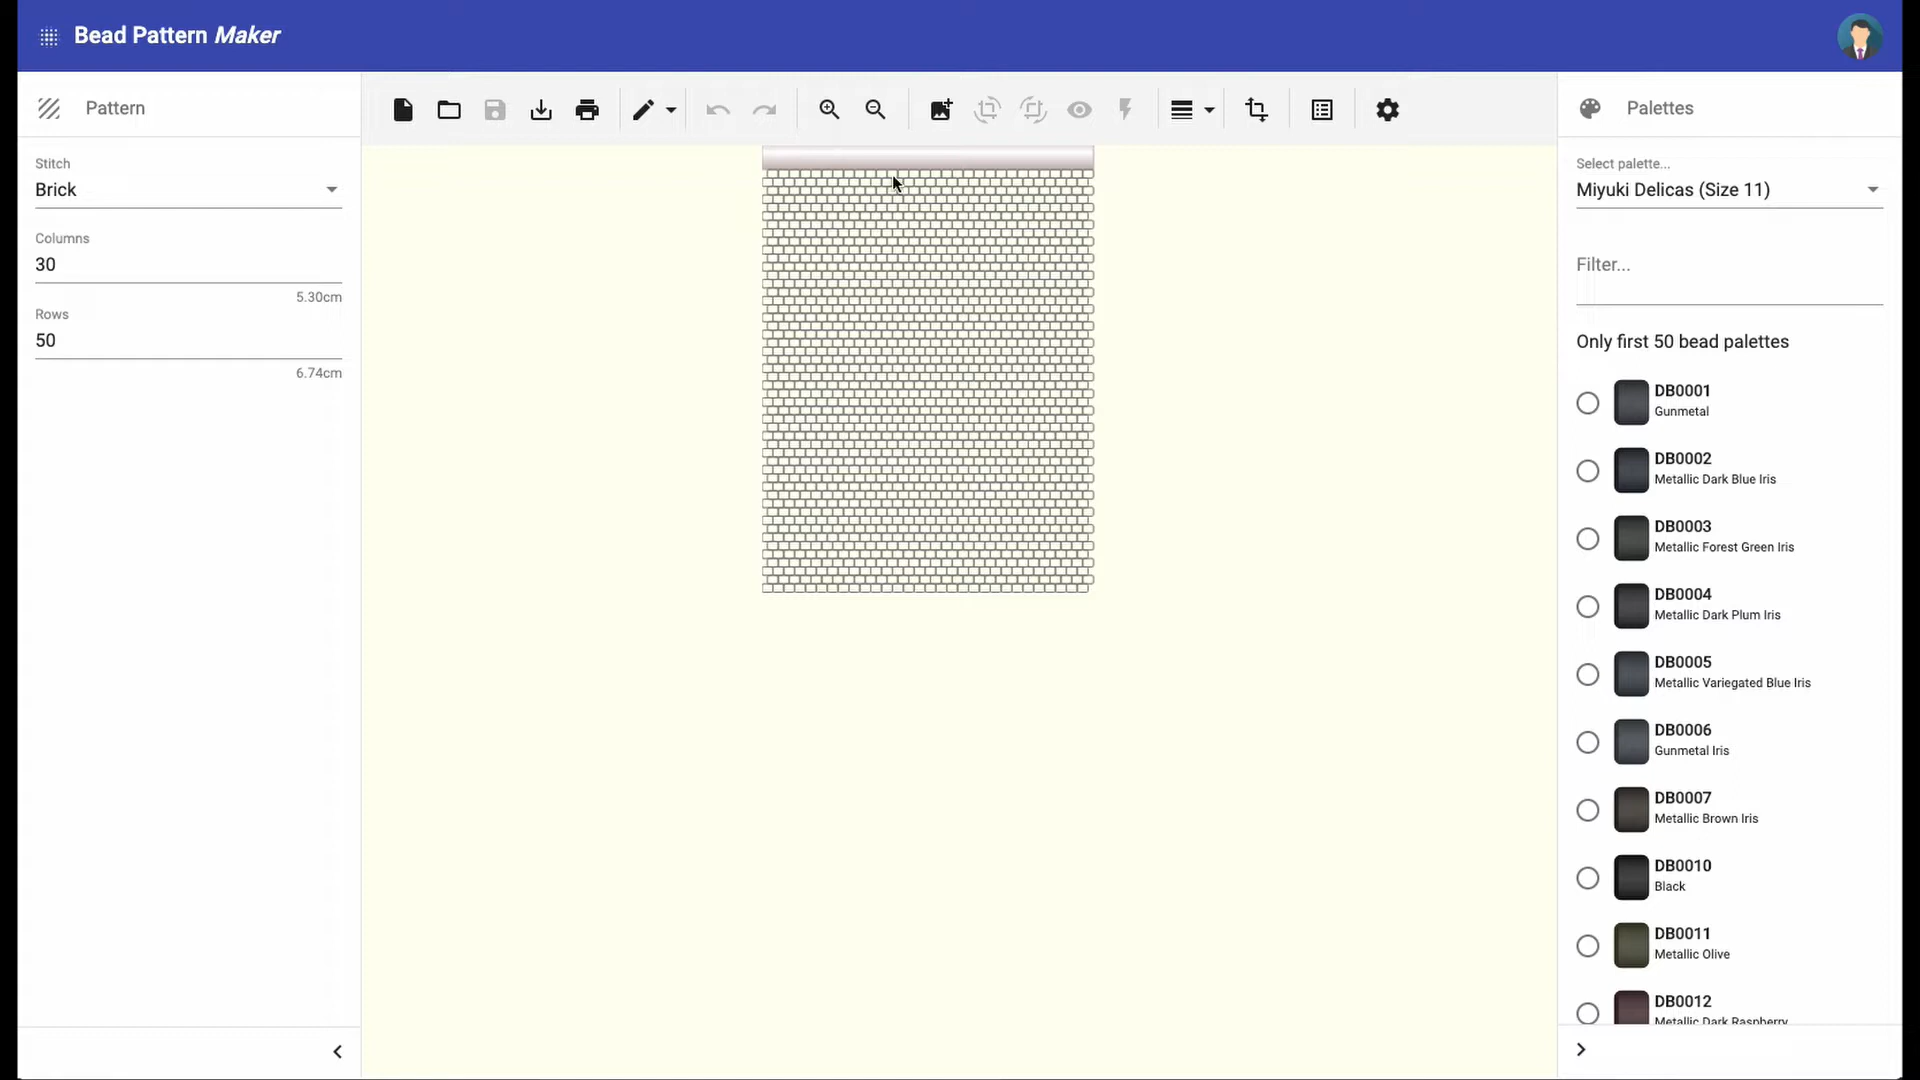 Bead Pattern Maker
Pattern
Stitch
Brick
Columns
30
5.30cm
Rows
50
6.74cm
Palettes
Select palette...
Miyuki Delicas (Size 11)
Filter...
Only first 50 bead palettes
DB0001
Gunmetal
DB0002
Metallic Dark Blue Iris
DB0003
Metallic Forest Green Iris
DB0004
Metallic Dark Plum Iris
DB0005
Metallic Variegated Blue Iris
DB0006
Gunmetal Iris
DB0007
Metallic Brown Iris
DB0010
Black
DB0011
Metallic Olive
DB0012
Metallic Dark Raspberry